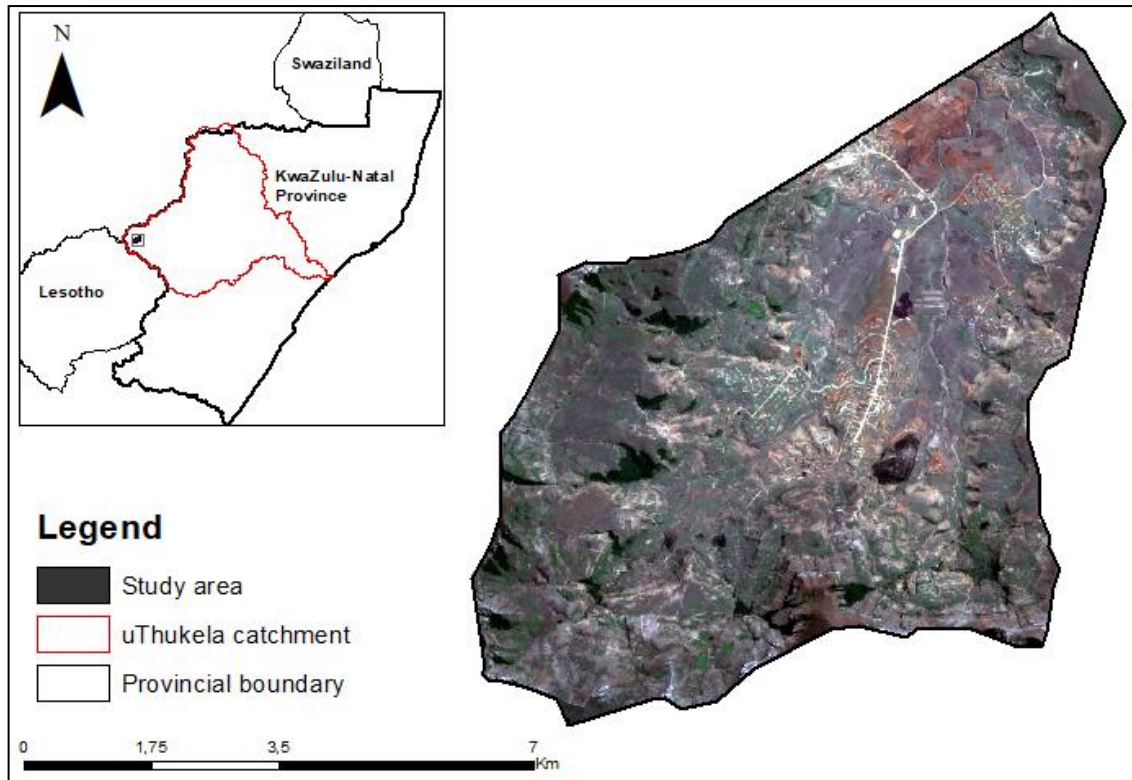 N
Swaziland
KwaZulu-Natal
Province
Lesotho
Legend
Study area
uThukela catchment
Provincial boundary
0 1,75 3,5 7
Km